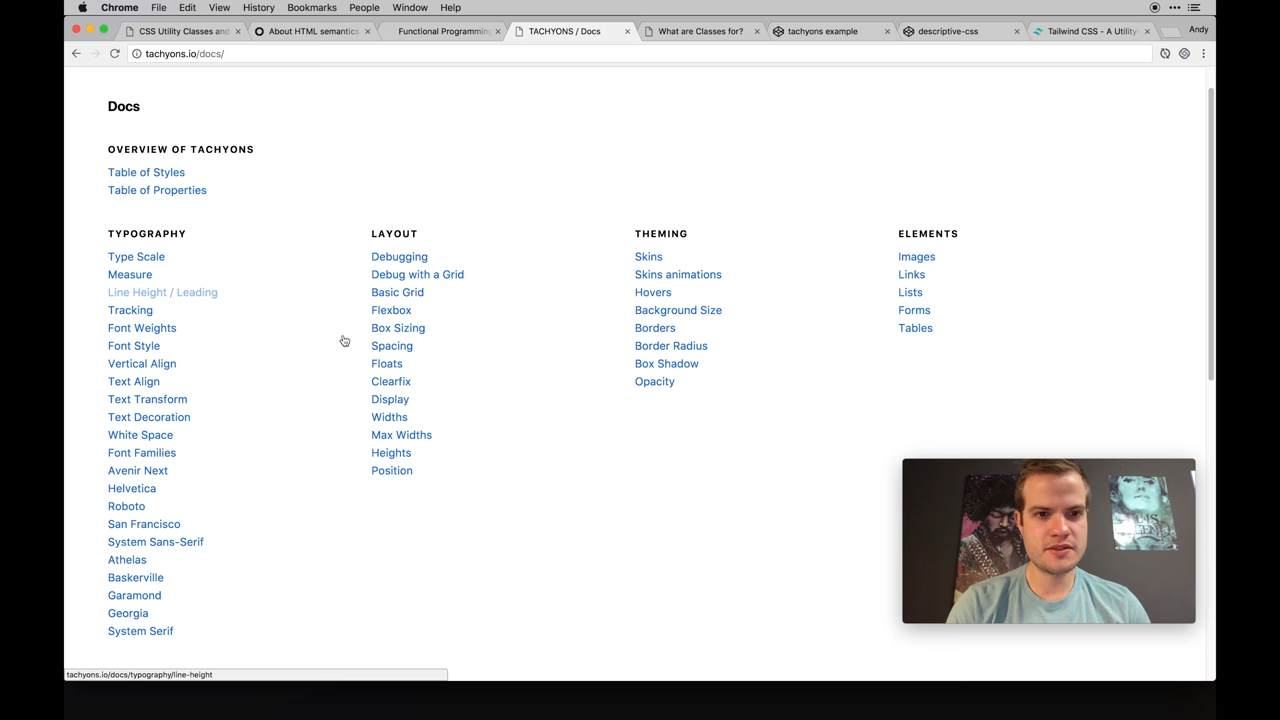 Chrome File Edit View History Bookmarks People Window Help
CSS Utility Classes and
About HTML semantics
Functional Programming
TACHYONS / Docs
What are Classes for?
tachyons example
descriptive-css
Tailwind CSS - A Utility
Andy
tachyons.io/docs/
Docs
OVERVIEW OF TACHYONS
Table of Styles
Table of Properties
TYPOGRAPHY
Type Scale
Measure
Line Height / Leading
Tracking
Font Weights
Font Style
Vertical Align
Text Align
Text Transform
Text Decoration
White Space
Font Families
Avenir Next
Helvetica
Roboto
San Francisco
System Sans-Serif
Athelas
Baskerville
Garamond
Georgia
System Serif
LAYOUT
Debugging
Debug with a Grid
Basic Grid
Flexbox
Box Sizing
Spacing
Floats
Clearfix
Display
Widths
Max Widths
Heights
Position
THEMING
Skins
Skins animations
Hovers
Background Size
Borders
Border Radius
Box Shadow
Opacity
ELEMENTS
Images
Links
Lists
Forms
Tables
tachyons.io/docs/typography/line-height